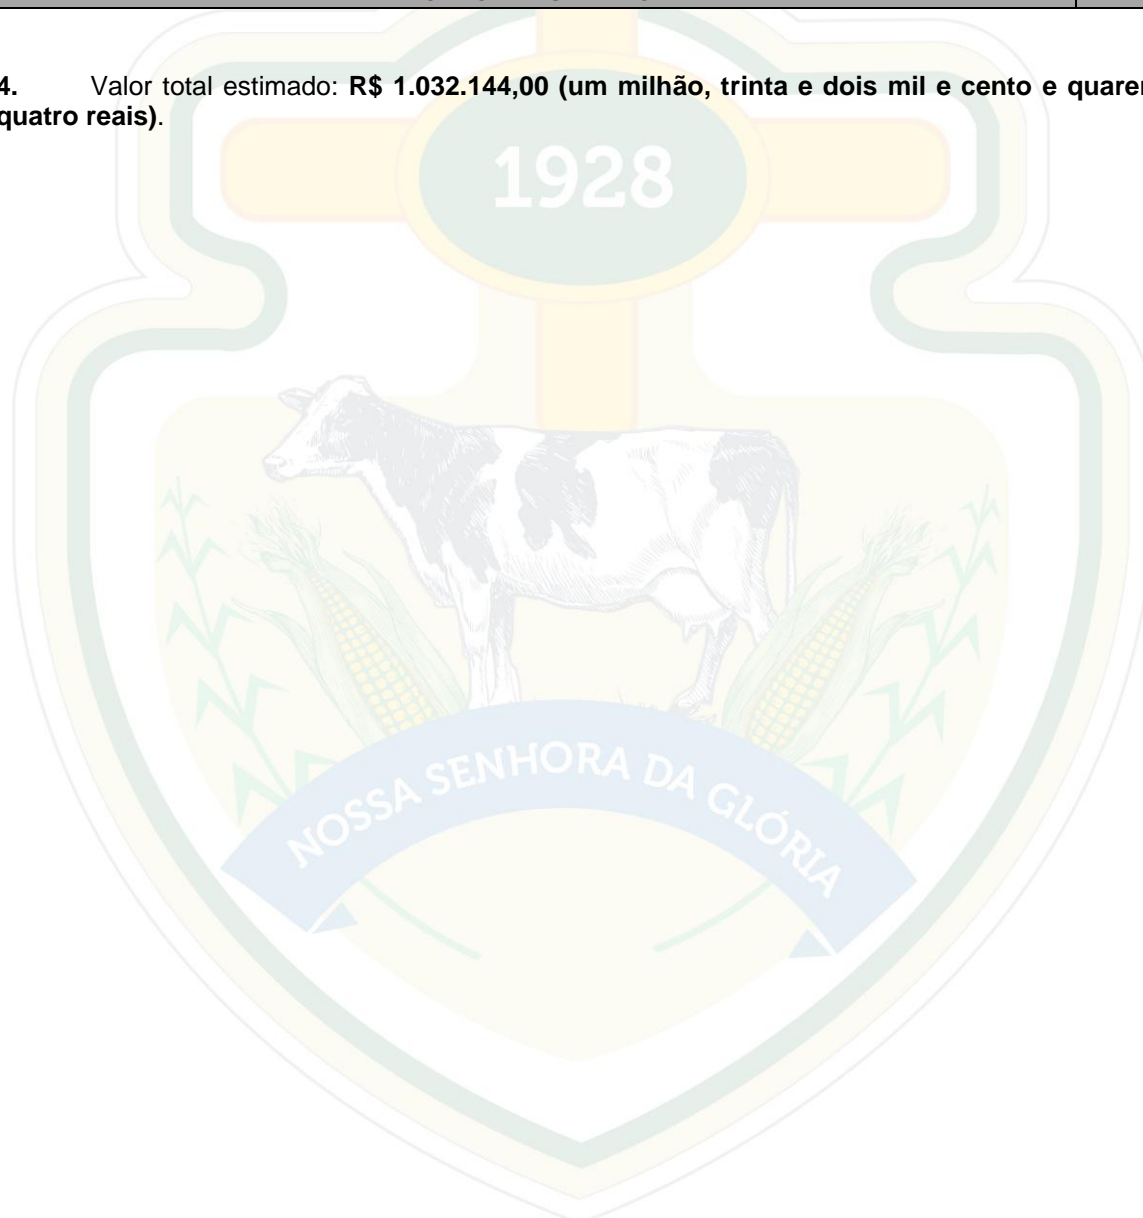 4. Valor total estimado: R$ 1.032.144,00 (um milhão, trinta e dois mil e cento e quaren
quatro reais).
1928
NOSSA SENHORA DA GLÓRIA